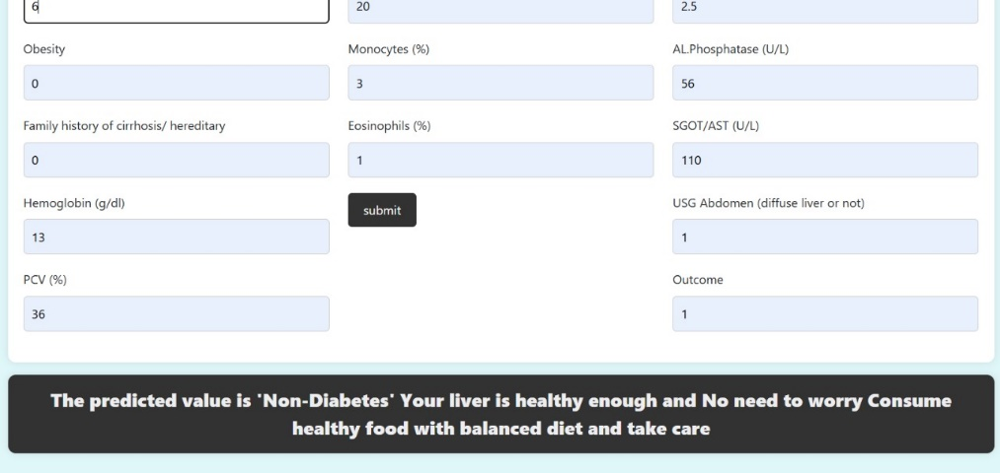 6
20
2.5
Obesity
Monocytes (%)
AL.Phosphatase (U/L)
0
3
56
Family history of cirrhosis/ hereditary
Eosinophils (%)
SGOT/AST (U/L)
0
1
110
Hemoglobin (g/dl)
submit
USG Abdomen (diffuse liver or not)
13
1
PCV (%)
Outcome
36
1
The predicted value is 'Non-Diabetes' Your liver is healthy enough and No need to worry Consume
healthy food with balanced diet and take care